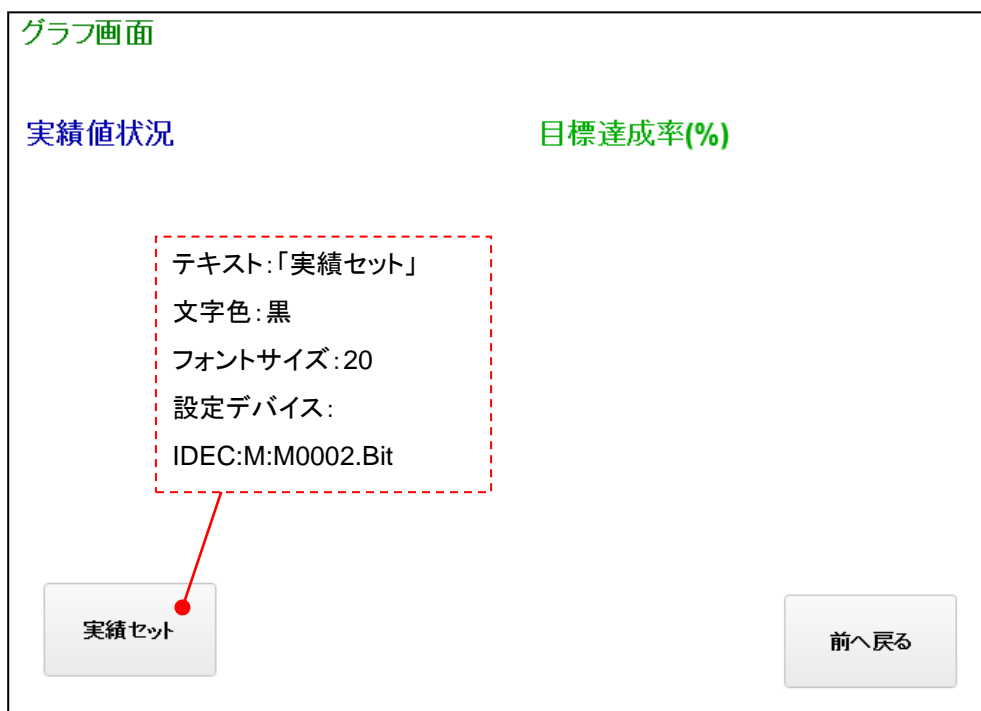 グラフ画面
実績値状況
目標達成率(%)
テキスト:「実績セット」
文字色:黒
フォントサイズ:20
設定デバイス:
IDEC:M:M0002.Bit
実績セット
前へ戻る